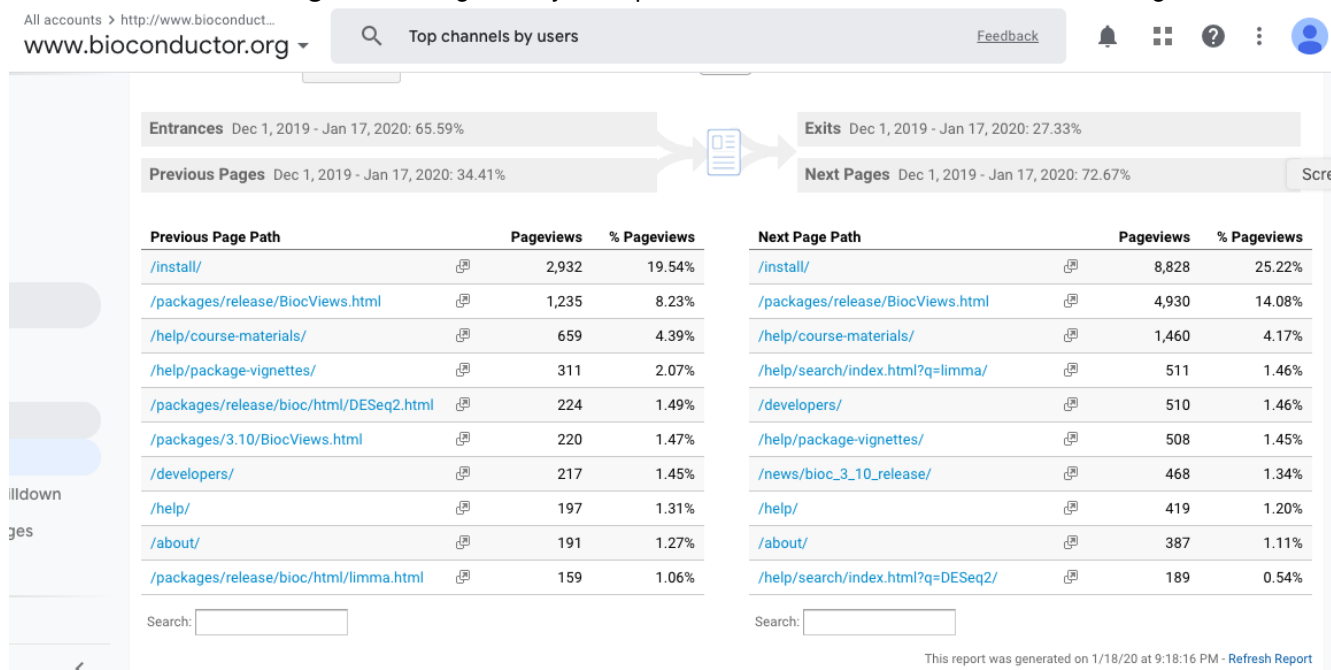 All accounts > http://www.bioconduct...
www.bioconductor.org
Top channels by users
Feedback
Entrances Dec 1, 2019 - Jan 17, 2020: 65.59%
Exits Dec 1, 2019 - Jan 17, 2020: 27.33%
Previous Pages Dec 1, 2019 - Jan 17, 2020: 34.41%
Next Pages Dec 1, 2019 - Jan 17, 2020: 72.67%
Scre
Previous Page Path Pageviews % Pageviews
/install/ 2,932 19.54%
/packages/release/BiocViews.html 1,235 8.23%
/help/course-materials/ 659 4.39%
/help/package-vignettes/ 311 2.07%
/packages/release/bioc/html/DESeq2.html 224 1.49%
/packages/3.10/BiocViews.html 220 1.47%
/developers/ 217 1.45%
/help/ 197 1.31%
/about/ 191 1.27%
/packages/release/bioc/html/limma.html 159 1.06%
Search:
Next Page Path Pageviews % Pageviews
/install/ 8,828 25.22%
/packages/release/BiocViews.html 4,930 14.08%
/help/course-materials/ 1,460 4.17%
/help/search/index.html?q=limma/ 511 1.46%
/developers/ 510 1.46%
/help/package-vignettes/ 508 1.45%
/news/bioc_3_10_release/ 468 1.34%
/help/ 419 1.20%
/about/ 387 1.11%
/help/search/index.html?q=DESeq2/ 189 0.54%
Search:
illdown
ges
This report was generated on 1/18/20 at 9:18:16 PM - Refresh Report